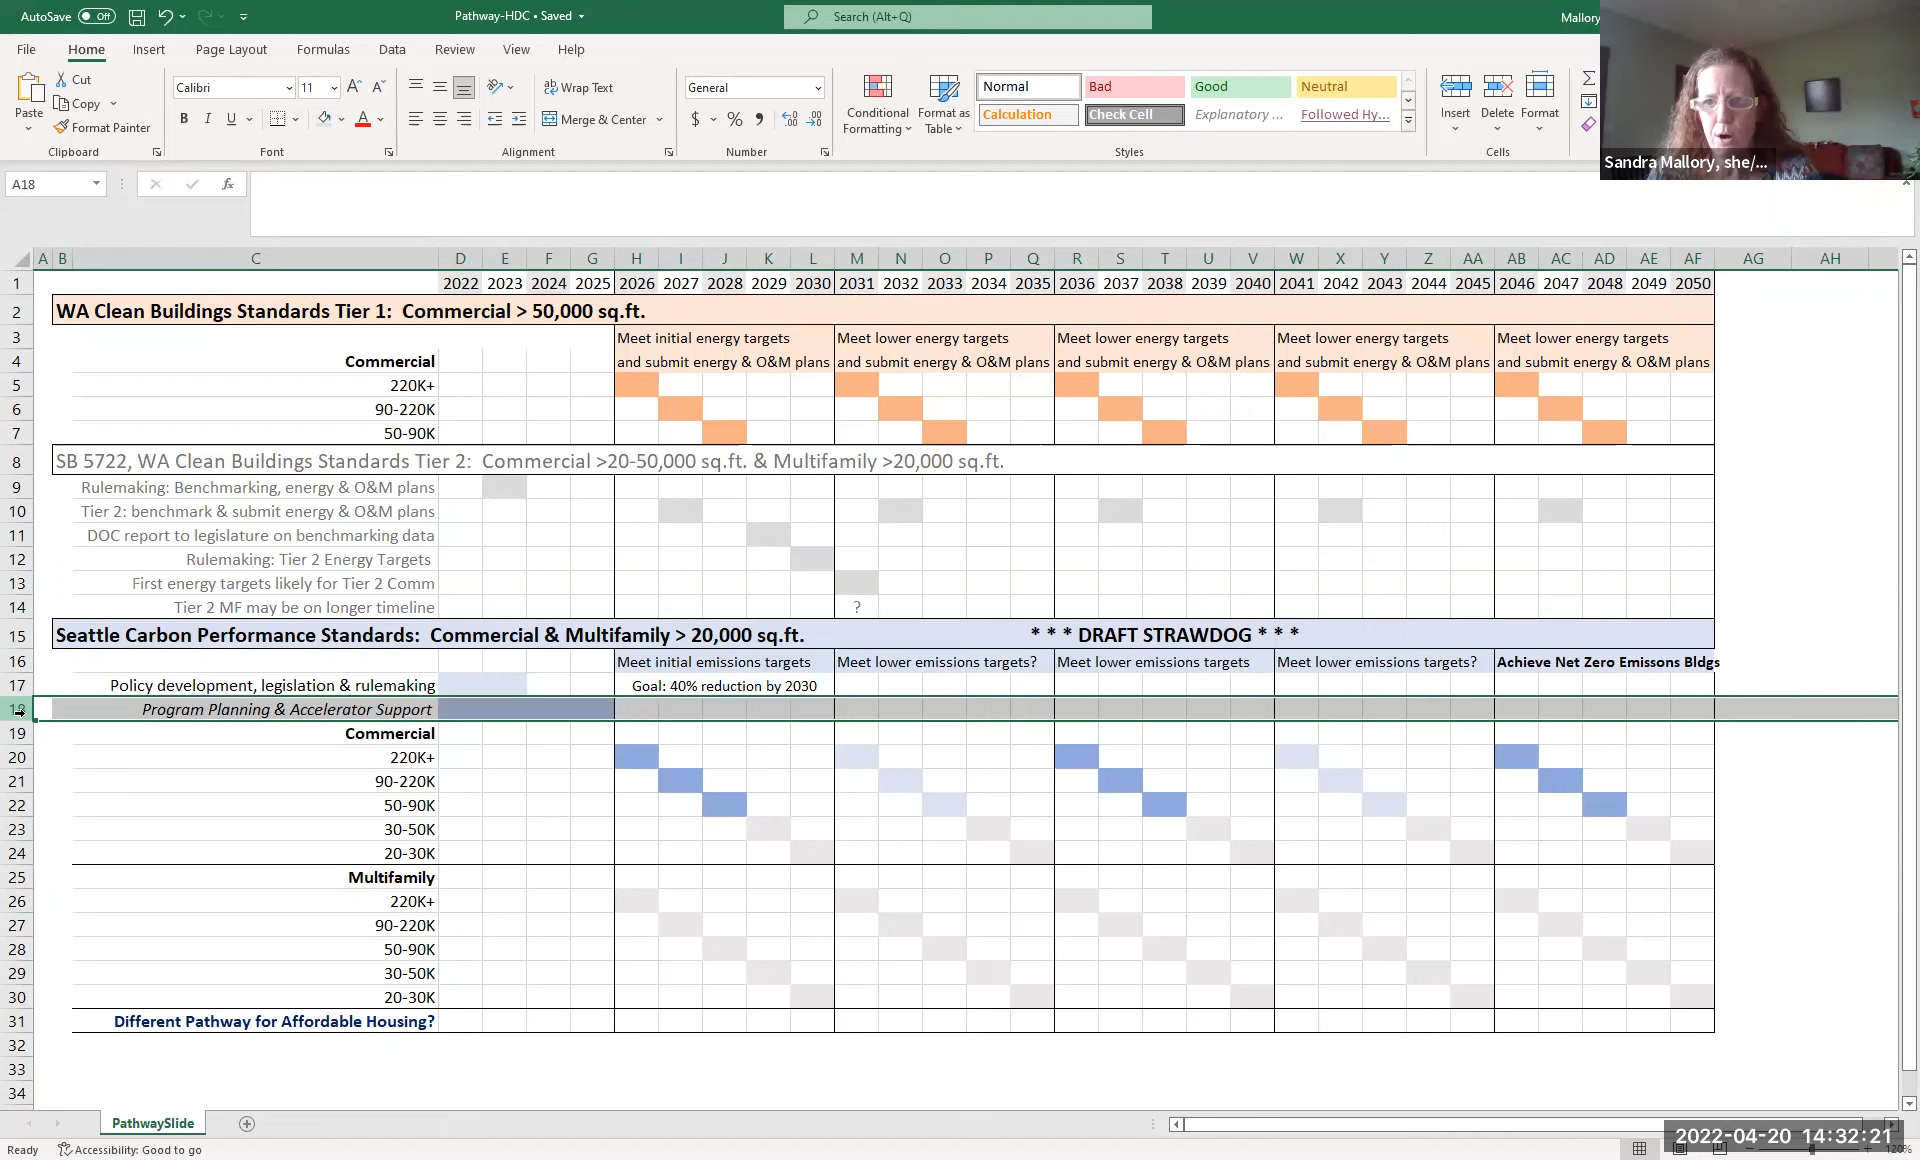 AutoSave Off Pathway-HDC • Saved Search (Alt+Q) Mallory
File Home Insert Page Layout Formulas Data Review View Help
Paste Cut Copy Format Painter Clipboard
Calibri 11 A^ A˅ B I U A Font
Wrap Text Merge & Center Alignment
General $ % 9 Number
Conditional Formatting Format as Table
Normal Bad Good Neutral
Calculation Check Cell Explanatory ... Followed Hy...
Styles
Insert Delete Format
Cells
Sandra Mallory, she/...
A18 fx
A B C D E F G H I J K L M N O P Q R S T U V W X Y Z AA AB AC AD AE AF AG AH
1 2022 2023 2024 2025 2026 2027 2028 2029 2030 2031 2032 2033 2034 2035 2036 2037 2038 2039 2040 2041 2042 2043 2044 2045 2046 2047 2048 2049 2050
2 WA Clean Buildings Standards Tier 1: Commercial > 50,000 sq.ft.
3 Meet initial energy targets Meet lower energy targets Meet lower energy targets Meet lower energy targets Meet lower energy targets
4 Commercial and submit energy & O&M plans and submit energy & O&M plans and submit energy & O&M plans and submit energy & O&M plans and submit energy & O&M plans
5 220K+
6 90-220K
7 50-90K
8 SB 5722, WA Clean Buildings Standards Tier 2: Commercial >20-50,000 sq.ft. & Multifamily >20,000 sq.ft.
9 Rulemaking: Benchmarking, energy & O&M plans
10 Tier 2: benchmark & submit energy & O&M plans
11 DOC report to legislature on benchmarking data
12 Rulemaking: Tier 2 Energy Targets
13 First energy targets likely for Tier 2 Comm
14 Tier 2 MF may be on longer timeline ?
15 Seattle Carbon Performance Standards: Commercial & Multifamily > 20,000 sq.ft. * * * DRAFT STRAWDOG * * *
16 Meet initial emissions targets Meet lower emissions targets? Meet lower emissions targets Meet lower emissions targets? Achieve Net Zero Emissons Bldgs
17 Policy development, legislation & rulemaking Goal: 40% reduction by 2030
18 Program Planning & Accelerator Support
19 Commercial
20 220K+
21 90-220K
22 50-90K
23 30-50K
24 20-30K
25 Multifamily
26 220K+
27 90-220K
28 50-90K
29 30-50K
30 20-30K
31 Different Pathway for Affordable Housing?
32
33
34
PathwaySlide
Ready Accessibility: Good to go
2022-04-20 14:32:21
120%